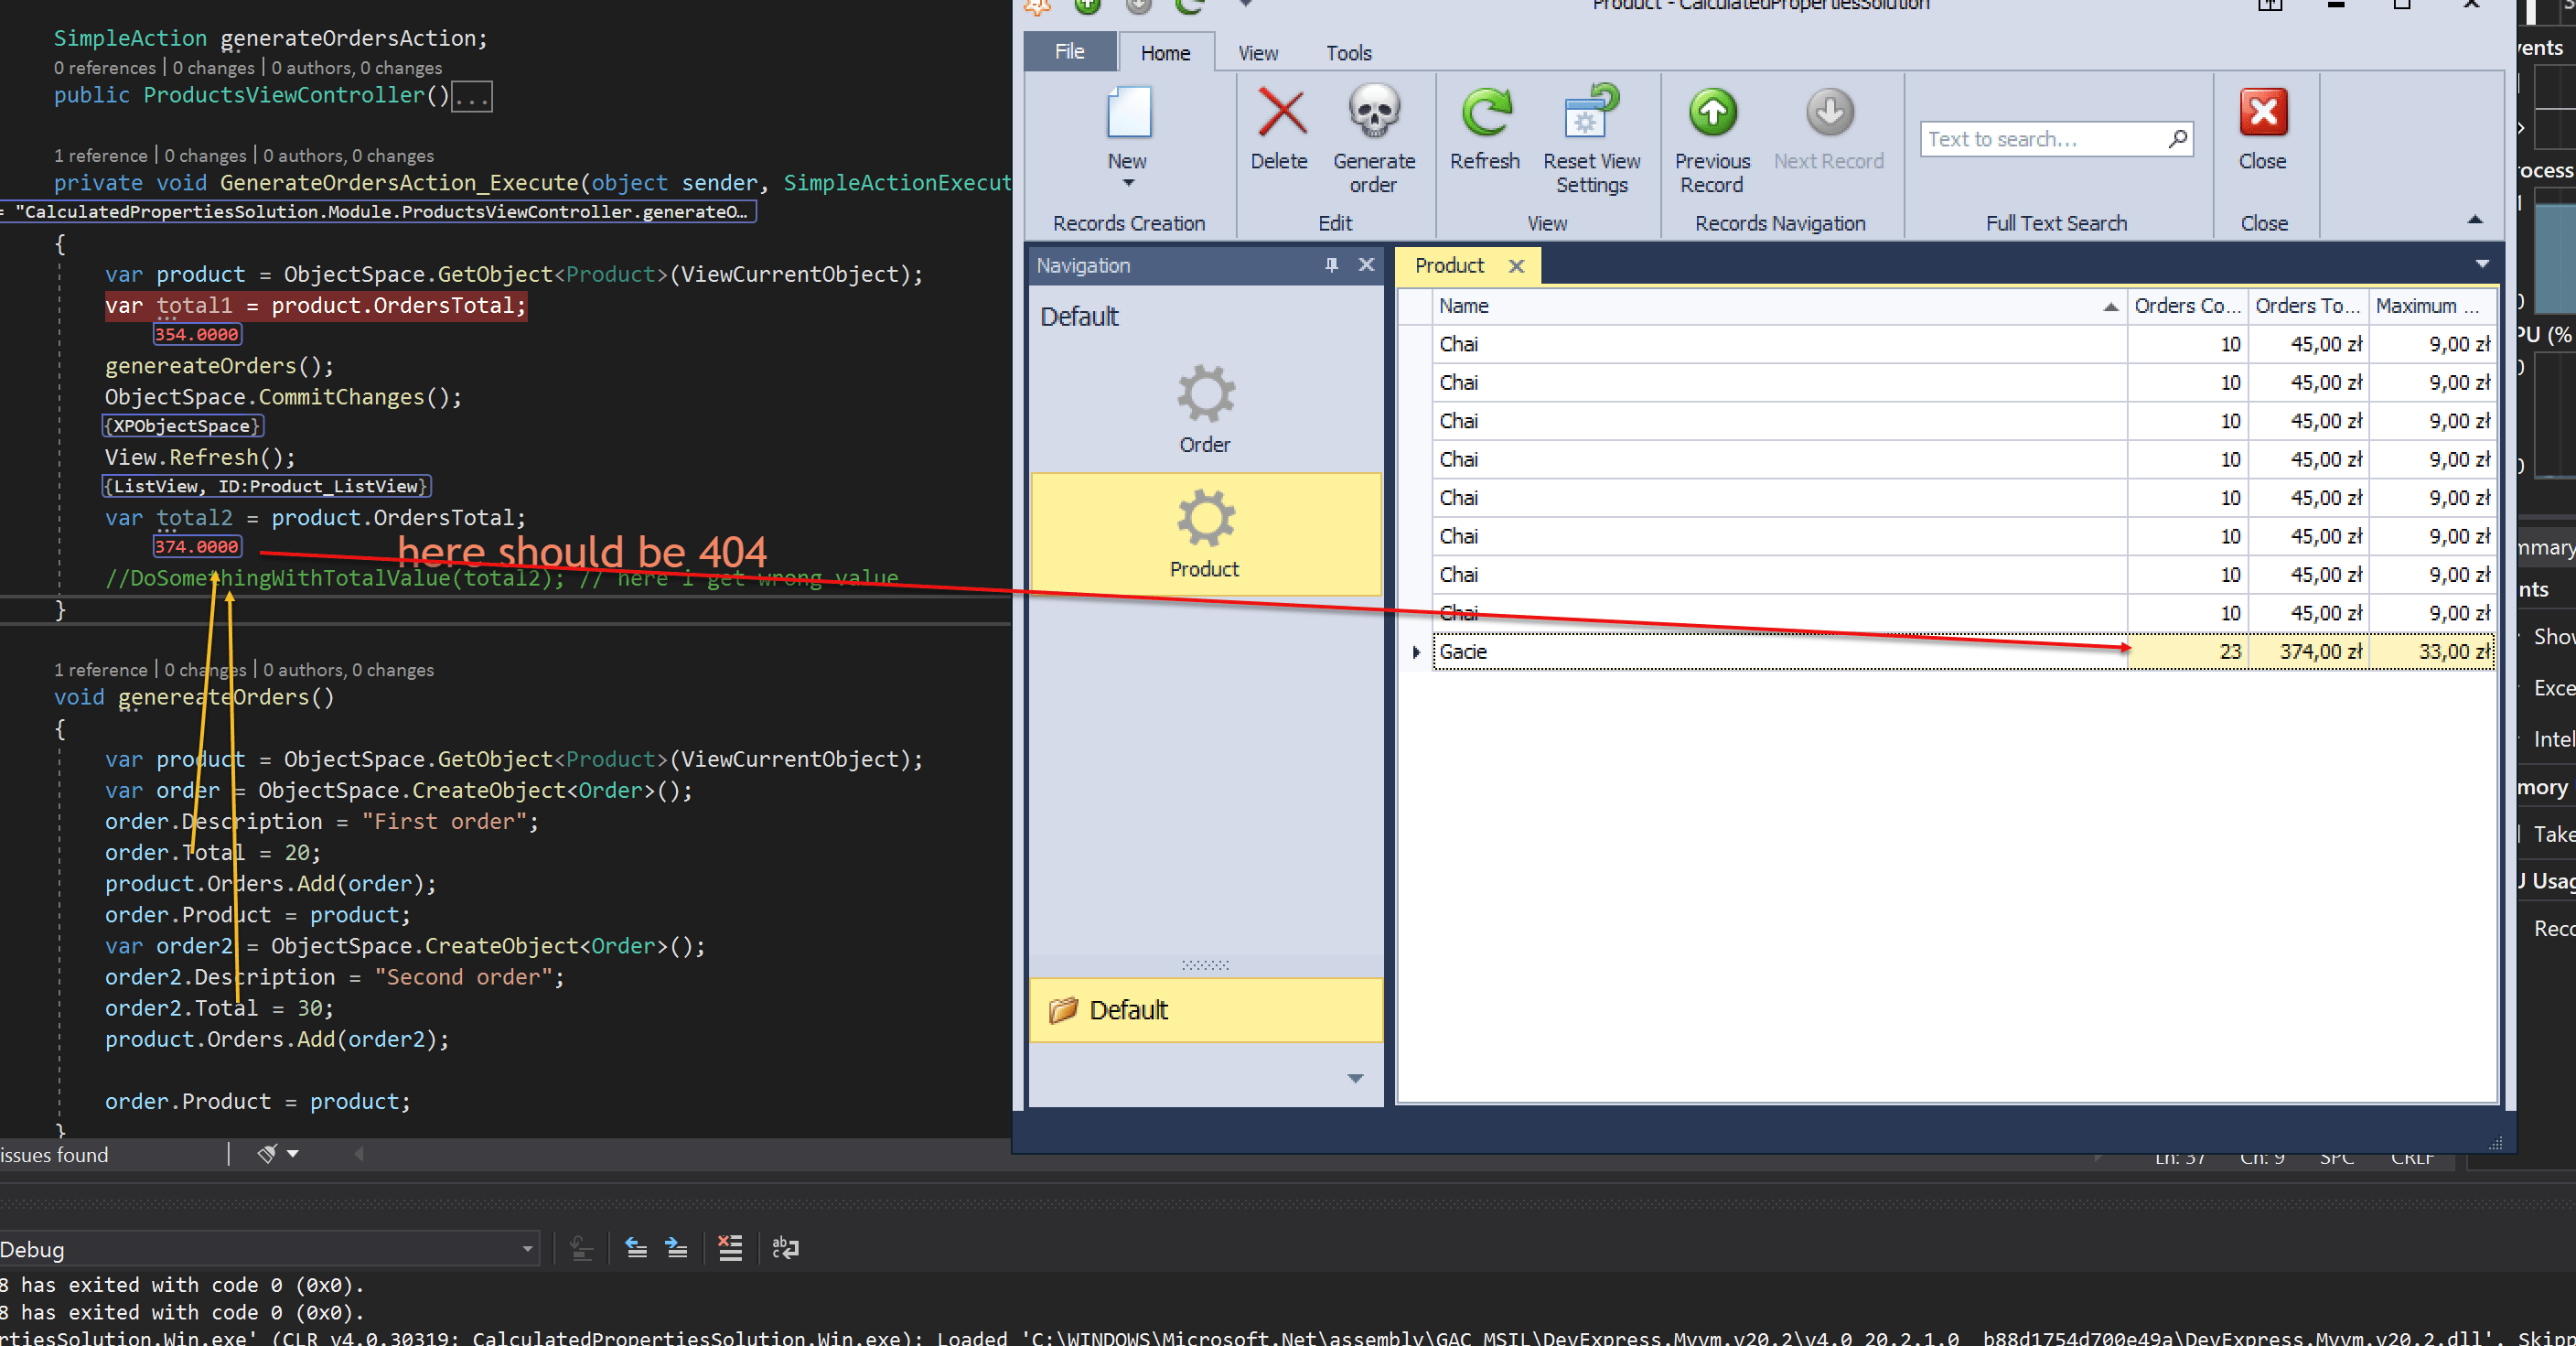 SimpleAction generateOrdersAction;
0 references | 0 changes | 0 authors, 0 changes
public ProductsViewController()...
1 reference | 0 changes | 0 authors, 0 changes
private void GenerateOrdersAction_Execute(object sender, SimpleActionExecut
= "CalculatedPropertiesSolution.Module.ProductsViewController.generateO...
{
var product = ObjectSpace.GetObject<Product>(ViewCurrentObject);
var total1 = product.OrdersTotal;
354.0000
genereateOrders();
ObjectSpace.CommitChanges();
{XPObjectSpace}
View.Refresh();
{ListView, ID:Product_ListView}
var total2 = product.OrdersTotal;
374.0000
here should be 404
//DoSomethingWithTotalValue(total2); // here i get wrong value
}
1 reference | 0 changes | 0 authors, 0 changes
void genereateOrders()
{
var product = ObjectSpace.GetObject<Product>(ViewCurrentObject);
var order = ObjectSpace.CreateObject<Order>();
order.Description = "First order";
order.Total = 20;
product.Orders.Add(order);
order.Product = product;
var order2 = ObjectSpace.CreateObject<Order>();
order2.Description = "Second order";
order2.Total = 30;
product.Orders.Add(order2);
order.Product = product;
}
issues found
Product - CalculatedPropertiesSolution
File Home View Tools
New
Delete
Generate order
Refresh
Reset View Settings
Previous Record
Next Record
Text to search...
Close
Records Creation
Edit
View
Records Navigation
Full Text Search
Close
Navigation
Default
Order
Product
Default
Product
Name Orders Co... Orders To... Maximum ...
Chai 10 45,00 zł 9,00 zł
Chai 10 45,00 zł 9,00 zł
Chai 10 45,00 zł 9,00 zł
Chai 10 45,00 zł 9,00 zł
Chai 10 45,00 zł 9,00 zł
Chai 10 45,00 zł 9,00 zł
Chai 10 45,00 zł 9,00 zł
Chai 10 45,00 zł 9,00 zł
Gacie 23 374,00 zł 33,00 zł
vents
ocess
PU (%
mmary
nts
Show
Exce
Intel
mory
Take
U Usag
Reco
Ln: 37 Ch: 9 SPC CRLF
Debug
8 has exited with code 0 (0x0).
8 has exited with code 0 (0x0).
rtiesSolution.Win.exe' (CLR v4.0.30319: CalculatedPropertiesSolution.Win.exe): Loaded 'C:\WINDOWS\Microsoft.Net\assembly\GAC_MSIL\DevExpress.Mvvm.v20.2\v4.0_20.2.1.0__b88d1754d700e49a\DevExpress.Mvvm.v20.2.dll'. Skipp